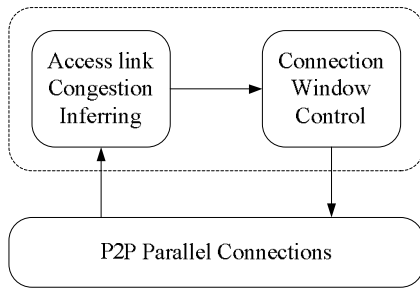 Access link
Congestion
Inferring
Connection
Window
Control
P2P Parallel Connections